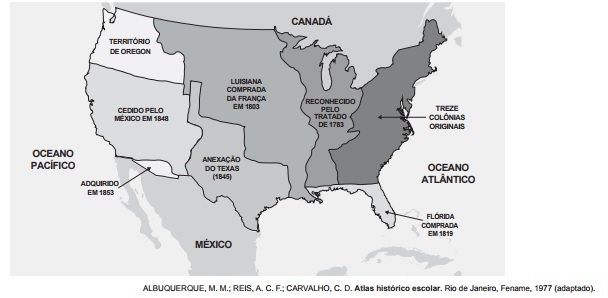 CANADÁ
TERRITÓRIO
DE OREGON
LUISIANA
COMPRADA
DA FRANÇA
EM 1803
RECONHECIDO
PELO
TRATADO
DE 1783
TREZE
COLÔNIAS
ORIGINAIS
CEDIDO PELO
MÉXICO EM 1848
OCEANO
PACÍFICO
ANEXAÇÃO
DO TEXAS
(1845)
OCEANO
ATLÂNTICO
ADQUIRIDO
EM 1853
FLÓRIDA
COMPRADA
EM 1819
MÉXICO
ALBUQUERQUE, M. M.; REIS, A. C. F.; CARVALHO, C. D. Atlas histórico escolar. Rio de Janeiro, Fename, 1977 (adaptado).